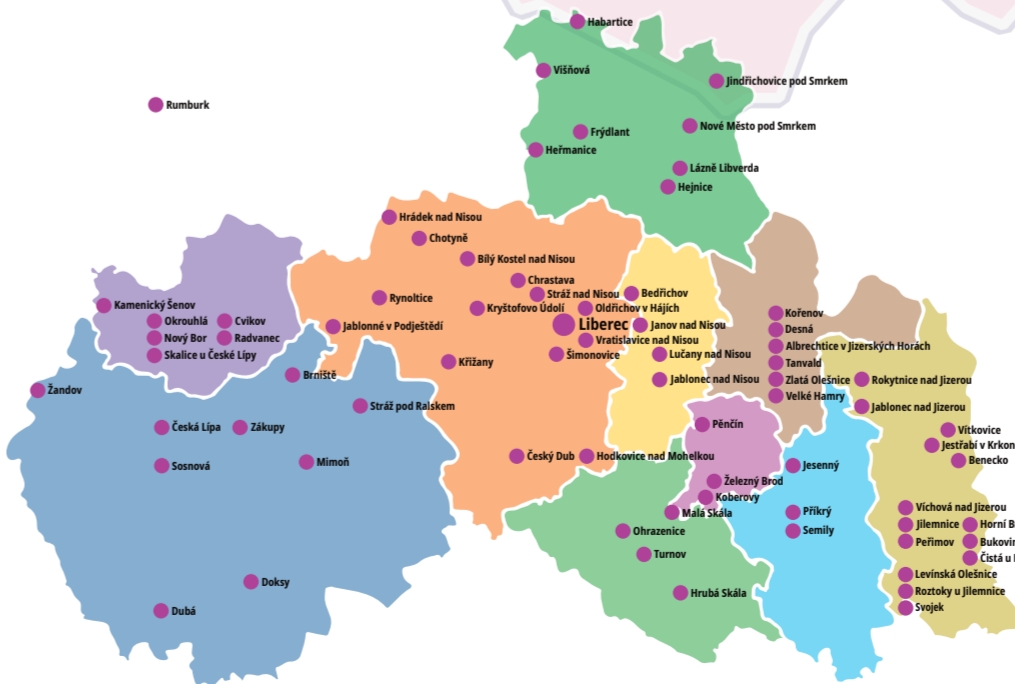 Habartice
Višňová
Jindřichovice pod Smrkem
Rumburk
Nové Město pod Smrkem
Frýdlant
Heřmanice
Lázně Libverda
Hejnice
Hrádek nad Nisou
Chotyně
Bílý Kostel nad Nisou
Chrastava
Stráž nad Nisou
Bedřichov
Rynoltice
Kamenický Šenov
Kryštofovo Údolí
Oldřichov v Hájích
Kořenov
Okrouhlá
Cvikov
Jablonné v Podještědí
Liberec
Janov nad Nisou
Desná
Nový Bor
Radvanec
Vratislavice nad Nisou
Albrechtice v Jizerských Horách
Skalice u České Lípy
Šimonovice
Lučany nad Nisou
Křižany
Tanvald
Brniště
Jablonec nad Nisou
Zlatá Olešnice
Rokytnice nad Jizerou
Žandov
Velké Hamry
Stráž pod Ralskem
Jablonec nad Jizerou
Pěnčín
Česká Lípa
Zákupy
Vítkovice
Jestřabí v Krkon
Český Dub
Hodkovice nad Mohelkou
Benecko
Sosnová
Mimoň
Jesenný
Železný Brod
Koberovy
Víchová nad Jizerou
Malá Skála
Příkrý
Jilemnice
Horní B
Ohrazenice
Semily
Peřimov
Bukovin
Turnov
Čistá u
Levínská Olešnice
Doksy
Hrubá Skála
Roztoky u Jilemnice
Dubá
Svojek